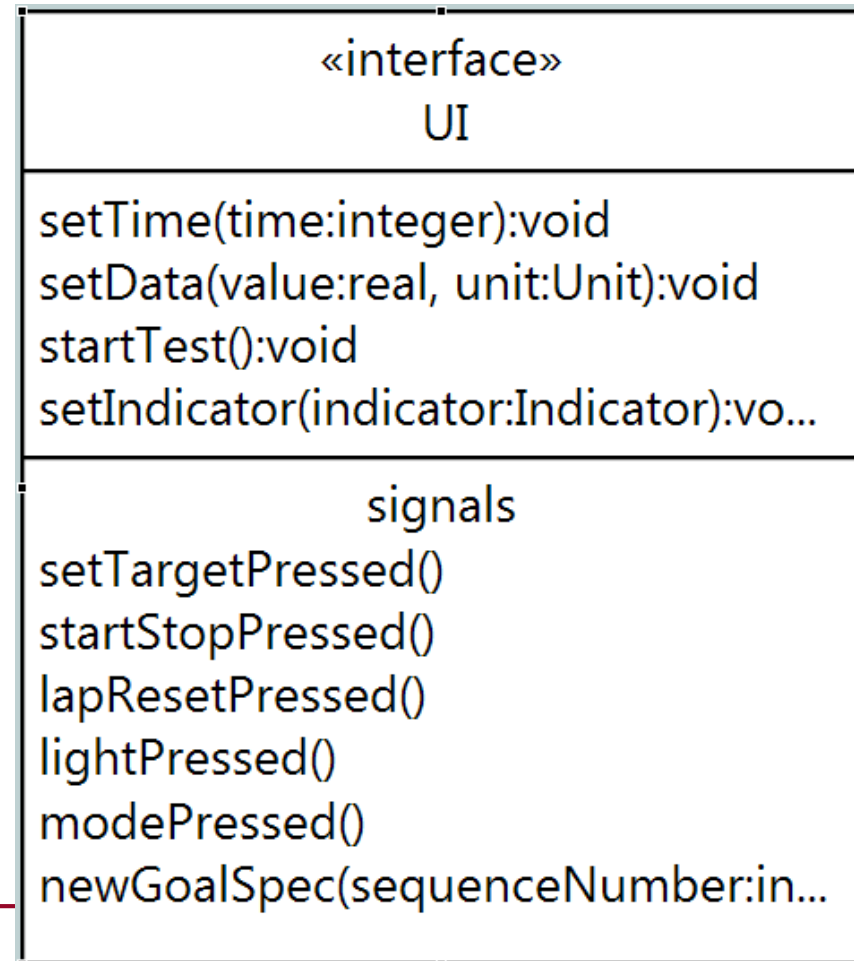 «interface»
UI
setTime(time:integer):void
setData(value:real, unit:Unit):void
startTest():void
setIndicator(indicator:Indicator):vo...
signals
setTargetPressed()
startStopPressed()
lapResetPressed()
lightPressed()
modePressed()
newGoalSpec(sequenceNumber:in...